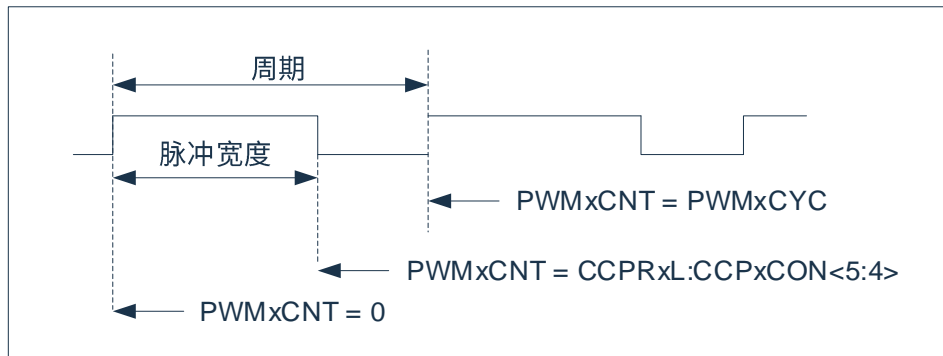 周期
脉冲宽度
PWMxCNT = PWMxCYC
PWMxCNT = CCPRxL:CCPxCON<5:4>
PWMxCNT = 0